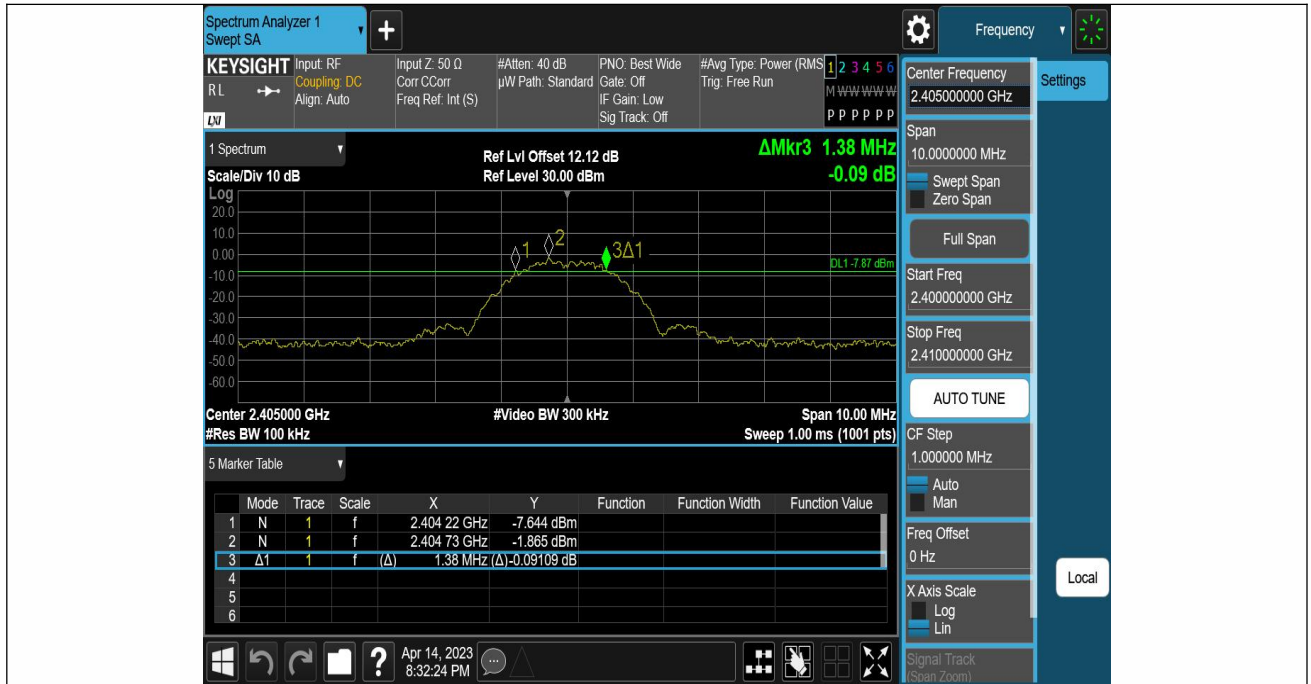 Spectrum Analyzer 1
Swept SA
+
Frequency
KEYSIGHT
RL
LXI
Input: RF
Coupling: DC
Align: Auto
Input Z: 50 Ω
Corr CCorr
Freq Ref: Int (S)
#Atten: 40 dB
µW Path: Standard
PNO: Best Wide
Gate: Off
IF Gain: Low
Sig Track: Off
#Avg Type: Power (RMS
Trig: Free Run
1 2 3 4 5 6
M W W W W W
P P P P P P
Center Frequency
2.405000000 GHz
Settings
Span
10.0000000 MHz
Swept Span
Zero Span
Full Span
Start Freq
2.400000000 GHz
Stop Freq
2.410000000 GHz
AUTO TUNE
CF Step
1.000000 MHz
Auto
Man
Freq Offset
0 Hz
X Axis Scale
Log
Lin
Signal Track
(Span Zoom)
Local
1 Spectrum
Scale/Div 10 dB
Ref Lvl Offset 12.12 dB
Ref Level 30.00 dBm
ΔMkr3 1.38 MHz
-0.09 dB
Log
20.0
10.0
0.00
-10.0
-20.0
-30.0
-40.0
-50.0
-60.0
1
2
3Δ1
DL1 -7.87 dBm
Center 2.405000 GHz
#Video BW 300 kHz
Span 10.00 MHz
#Res BW 100 kHz
Sweep 1.00 ms (1001 pts)
5 Marker Table
Mode Trace Scale X Y Function Function Width Function Value
1 N 1 f 2.404 22 GHz -7.644 dBm
2 N 1 f 2.404 73 GHz -1.865 dBm
3 Δ1 1 f (Δ) 1.38 MHz (Δ) -0.09109 dB
4
5
6
?
Apr 14, 2023
8:32:24 PM